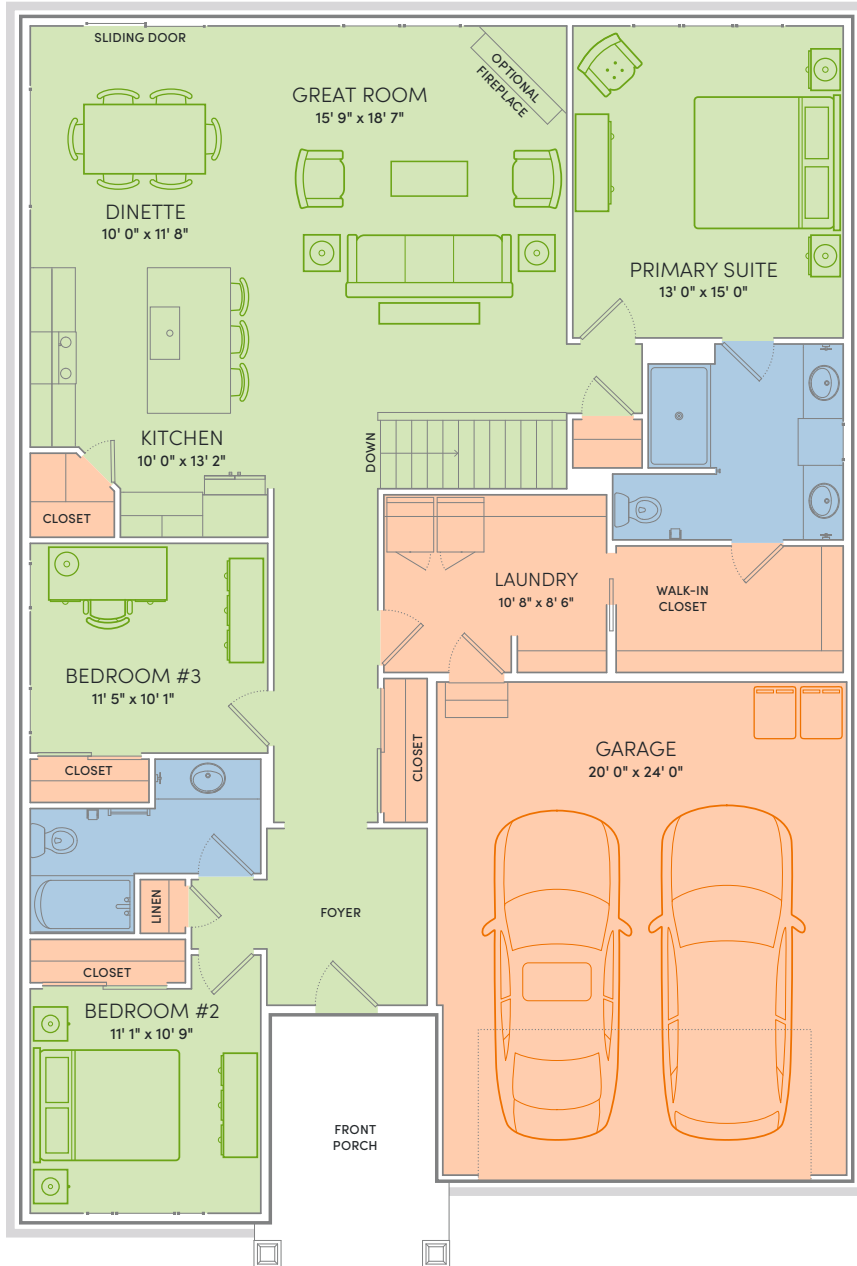 SLIDING DOOR
GREAT ROOM
15' 9" x 18' 7"
OPTIONAL
FIREPLACE
DINETTE
10' 0" x 11' 8"
PRIMARY SUITE
13' 0" x 15' 0"
KITCHEN
10' 0" x 13' 2"
DOWN
CLOSET
LAUNDRY
10' 8" x 8' 6"
WALK-IN
CLOSET
BEDROOM #3
11' 5" x 10' 1"
CLOSET
CLOSET
GARAGE
20' 0" x 24' 0"
LINEN
FOYER
CLOSET
BEDROOM #2
11' 1" x 10' 9"
FRONT
PORCH